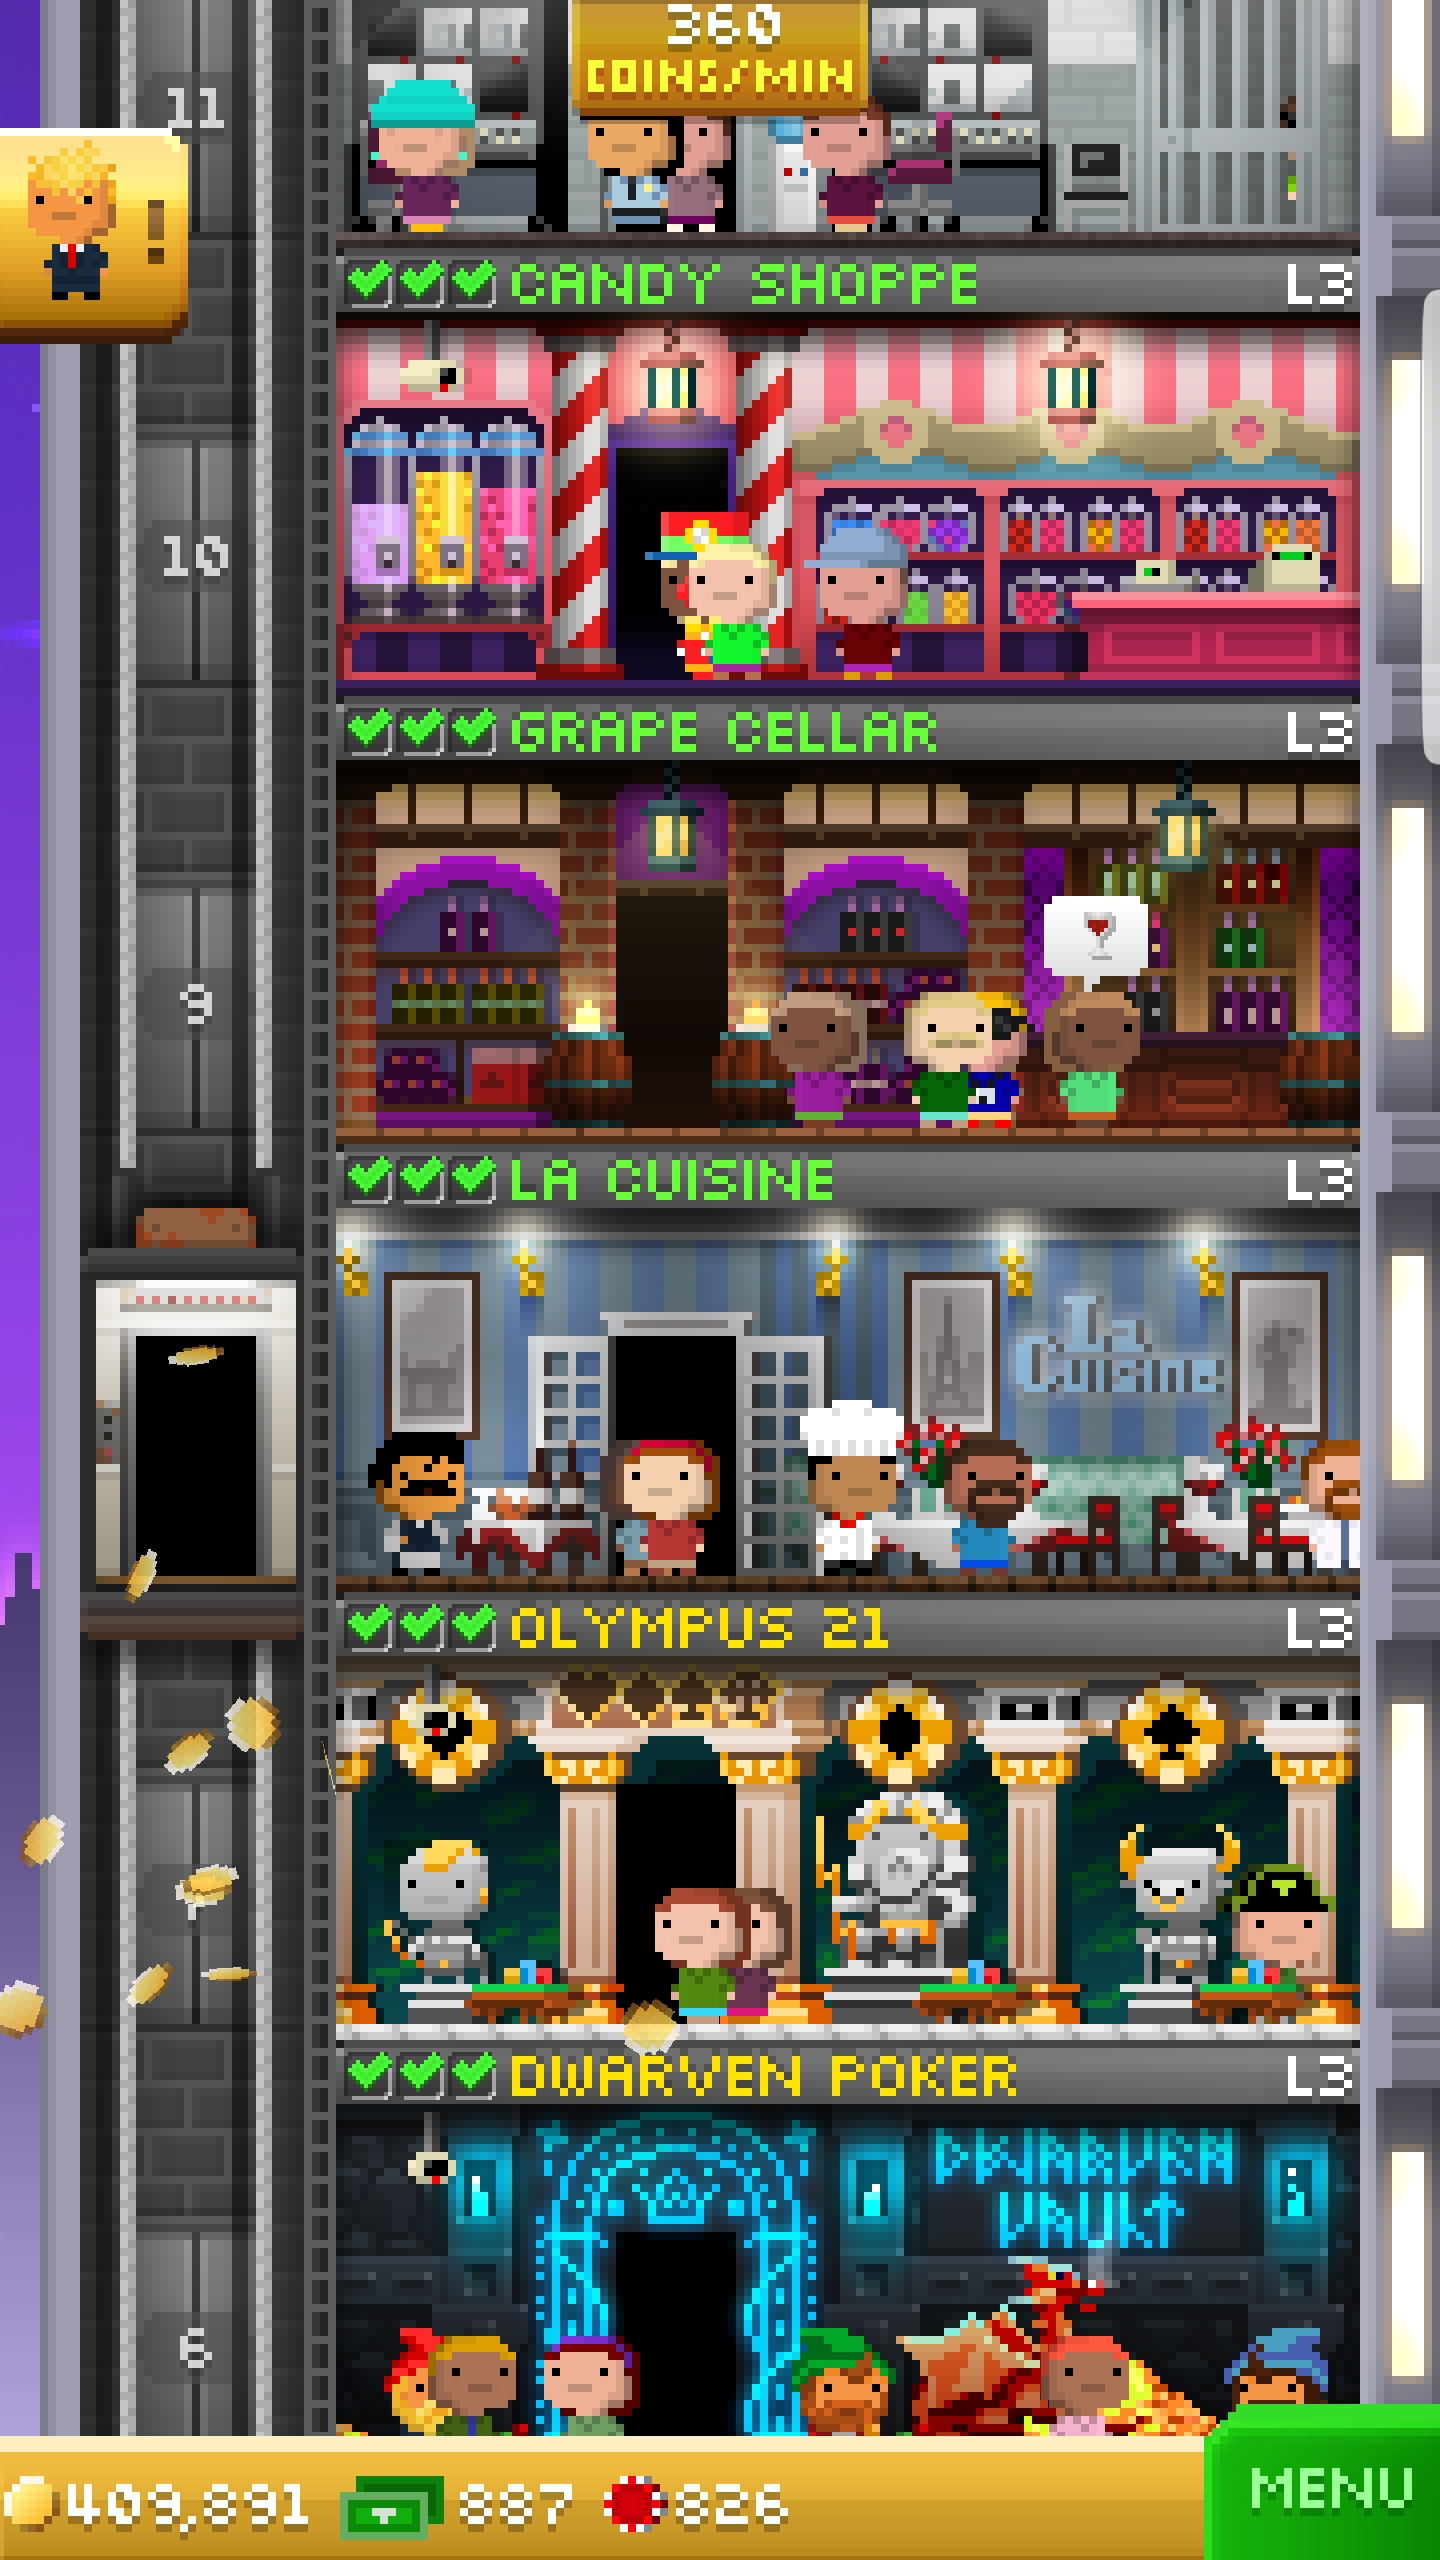 360
COINS/MIN
11
!
CANDY SHOPPE L3
10
GRAPE CELLAR L3
9
LA CUISINE L3
La
Cuisine
OLYMPUS 21 L3
DWARVEN POKER L3
DWARVEN
VAULT
6
409,891 887 826
MENU